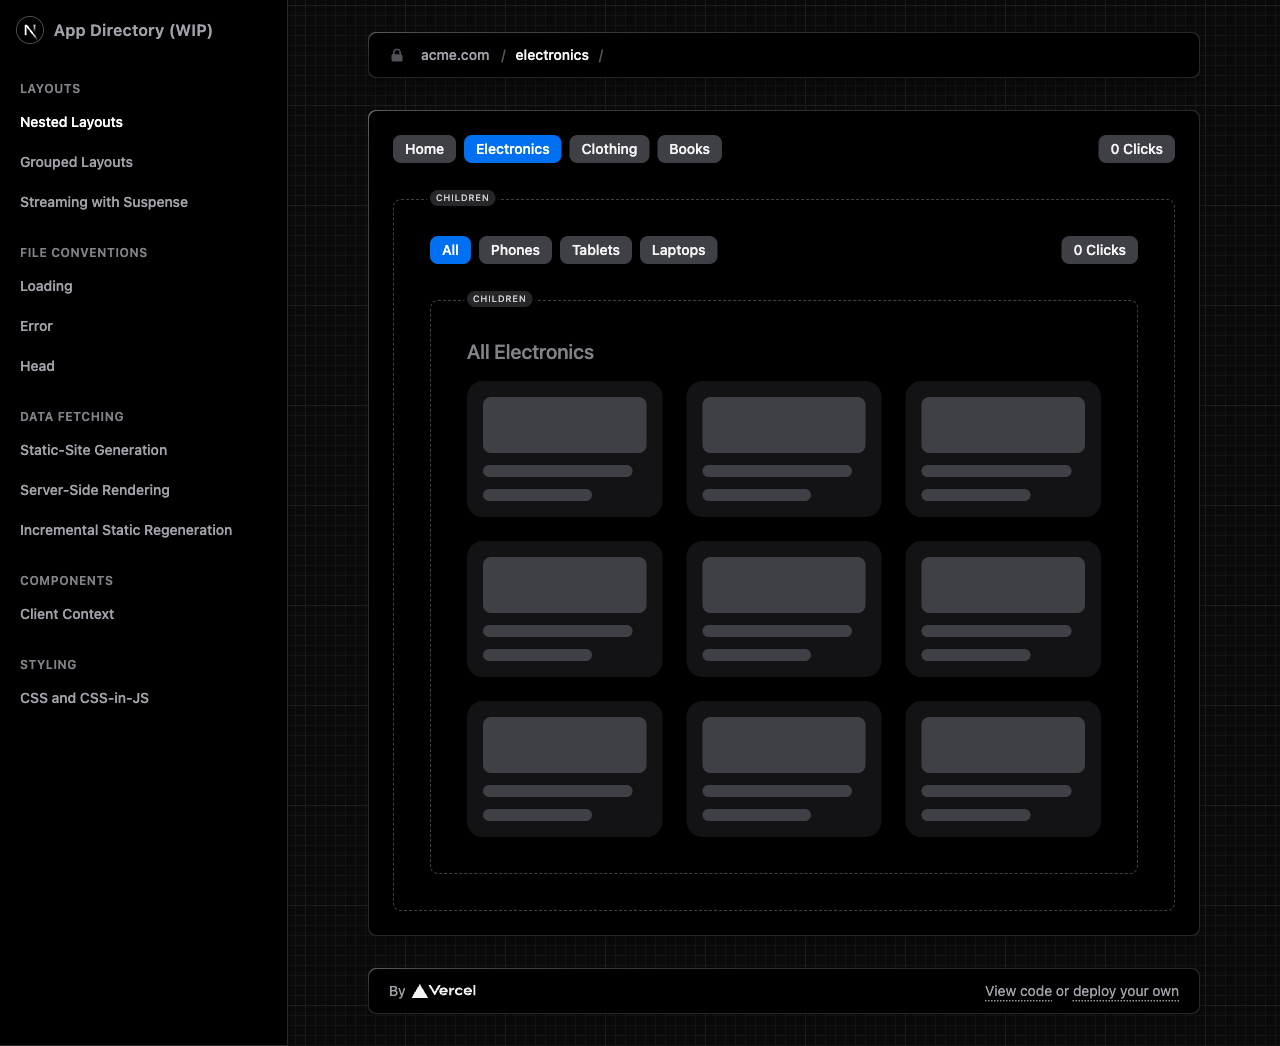 App Directory (WIP)
LAYOUTS
Nested Layouts
Grouped Layouts
Streaming with Suspense
FILE CONVENTIONS
Loading
Error
Head
DATA FETCHING
Static-Site Generation
Server-Side Rendering
Incremental Static Regeneration
COMPONENTS
Client Context
STYLING
CSS and CSS-in-JS
acme.com / electronics /
Home Electronics Clothing Books 0 Clicks
CHILDREN
All Phones Tablets Laptops 0 Clicks
CHILDREN
All Electronics
By Vercel View code or deploy your own